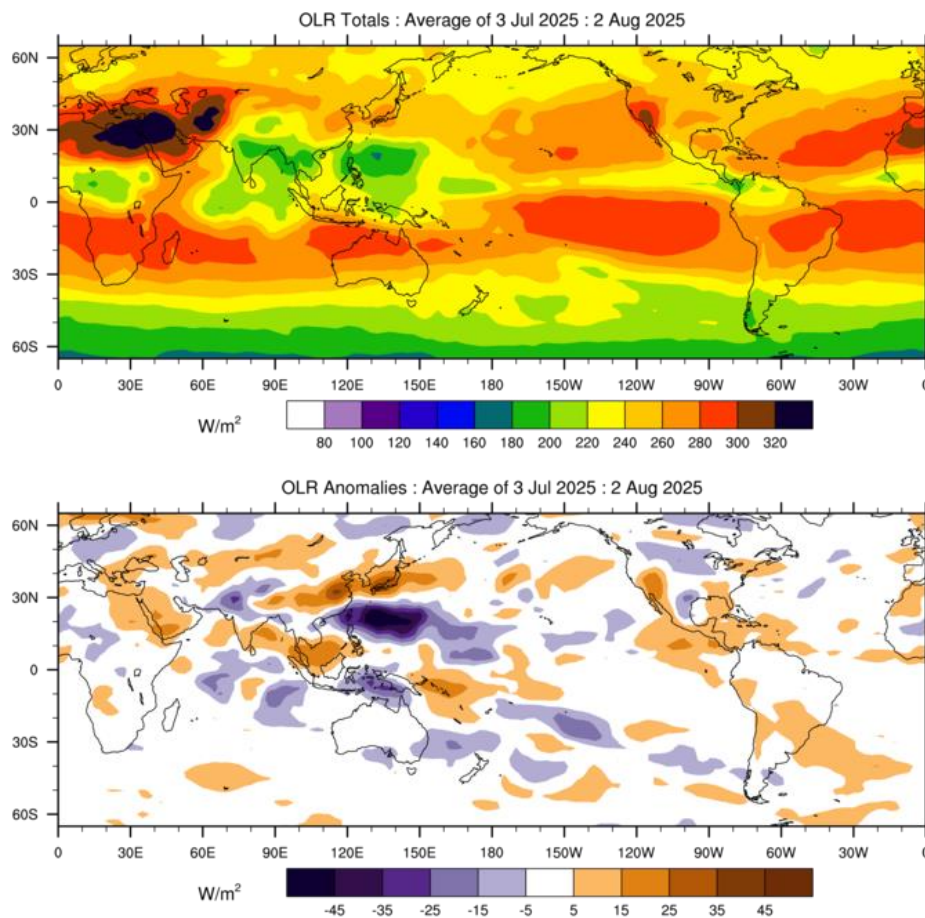 OLR Totals : Average of 3 Jul 2025 : 2 Aug 2025
60N
30N
0
30S
60S
0 30E 60E 90E 120E 150E 180 150W 120W 90W 60W 30W 0
W/m²
80 100 120 140 160 180 200 220 240 260 280 300 320
OLR Anomalies : Average of 3 Jul 2025 : 2 Aug 2025
60N
30N
0
30S
60S
0 30E 60E 90E 120E 150E 180 150W 120W 90W 60W 30W 0
W/m²
-45 -35 -25 -15 -5 5 15 25 35 45